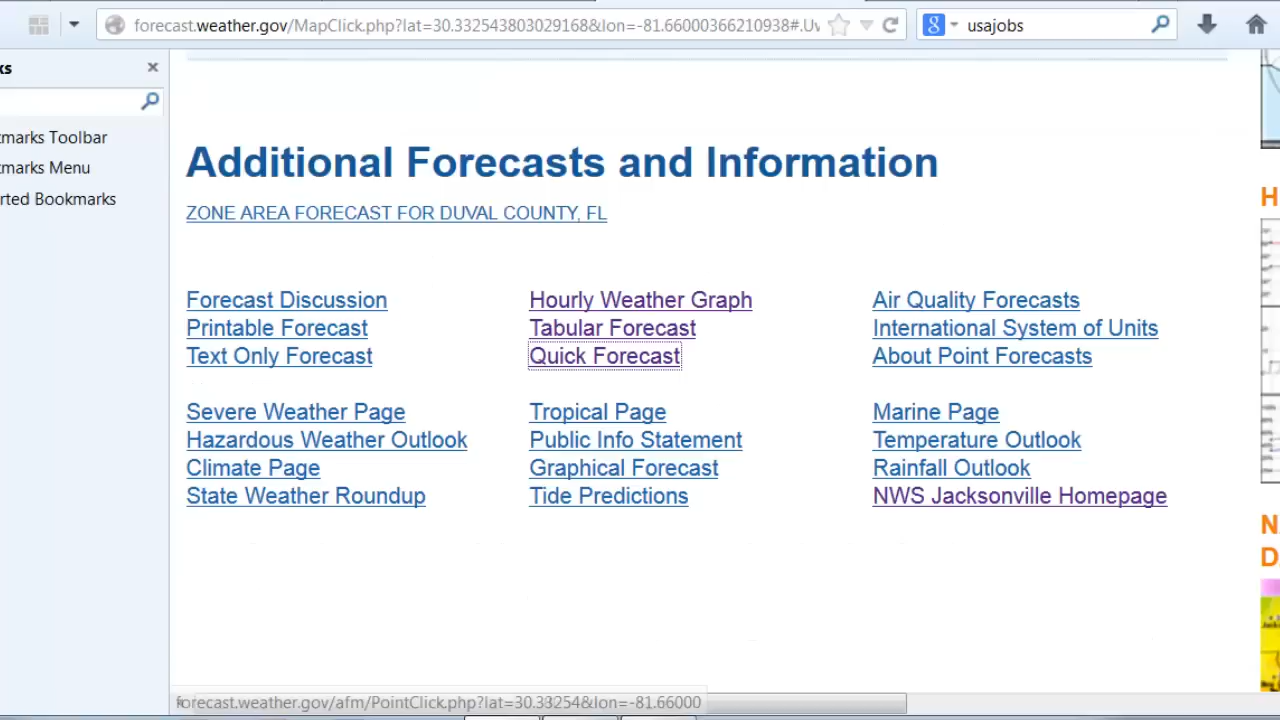 forecast.weather.gov/MapClick.php?lat=30.332543803029168&lon=-81.66000366210938#.Uv
usajobs
ks
kmarks Toolbar
kmarks Menu
rted Bookmarks
Additional Forecasts and Information
ZONE AREA FORECAST FOR DUVAL COUNTY, FL
Forecast Discussion
Hourly Weather Graph
Air Quality Forecasts
Printable Forecast
Tabular Forecast
International System of Units
Text Only Forecast
Quick Forecast
About Point Forecasts
Severe Weather Page
Tropical Page
Marine Page
Hazardous Weather Outlook
Public Info Statement
Temperature Outlook
Climate Page
Graphical Forecast
Rainfall Outlook
State Weather Roundup
Tide Predictions
NWS Jacksonville Homepage
H
N
D
forecast.weather.gov/afm/PointClick.php?lat=30.33254&lon=-81.66000